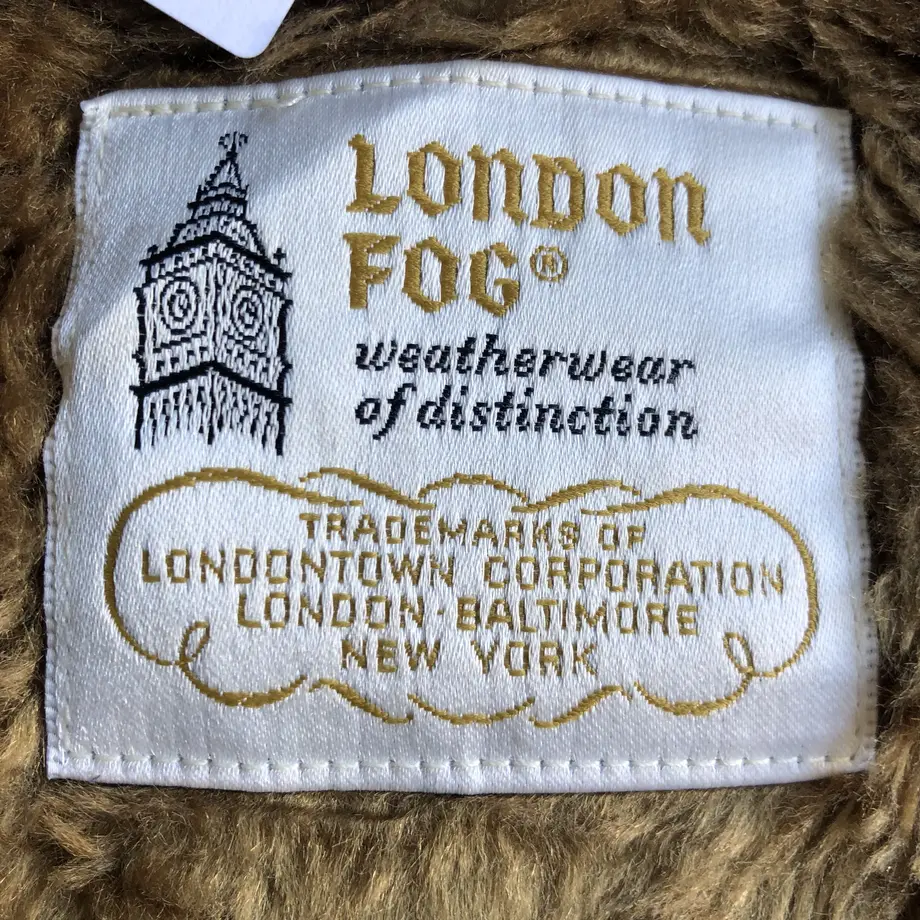 LONDON
FOG®
weatherwear
of distinction
TRADEMARKS OF
LONDONTOWN CORPORATION
LONDON · BALTIMORE
NEW YORK